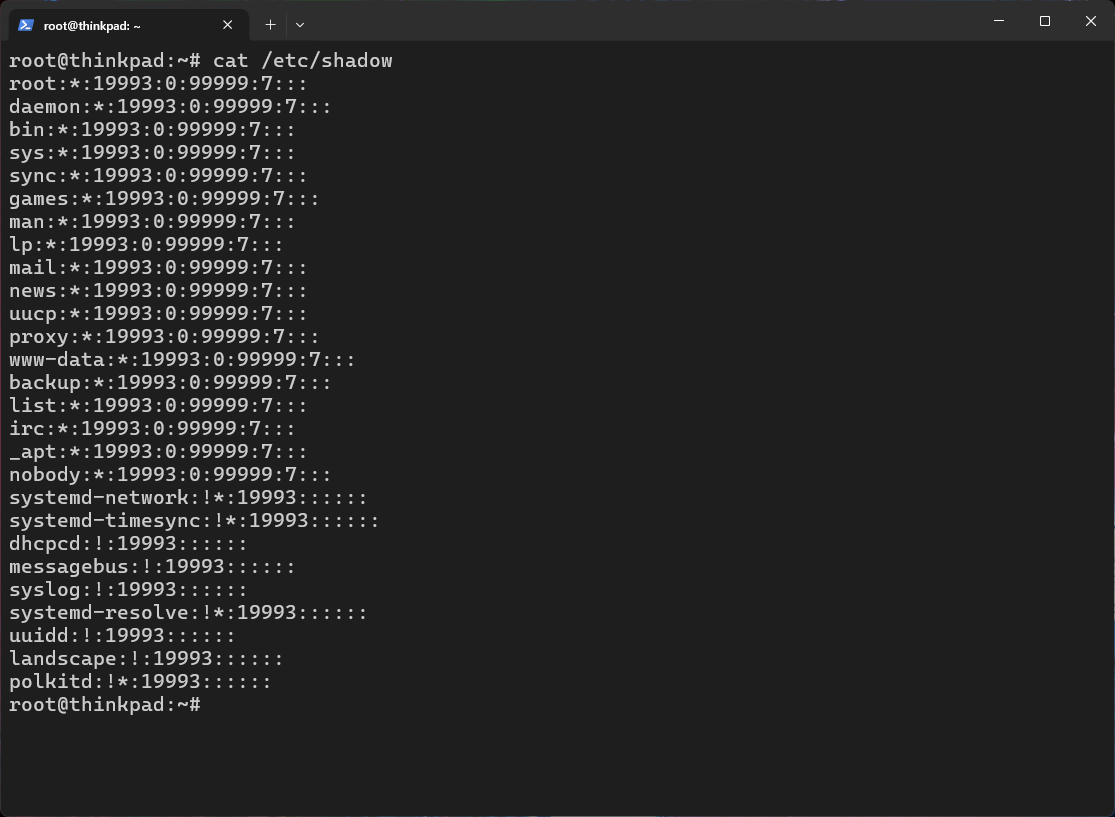 root@thinkpad: ~
root@thinkpad:~# cat /etc/shadow
root:*:19993:0:99999:7:::
daemon:*:19993:0:99999:7:::
bin:*:19993:0:99999:7:::
sys:*:19993:0:99999:7:::
sync:*:19993:0:99999:7:::
games:*:19993:0:99999:7:::
man:*:19993:0:99999:7:::
lp:*:19993:0:99999:7:::
mail:*:19993:0:99999:7:::
news:*:19993:0:99999:7:::
uucp:*:19993:0:99999:7:::
proxy:*:19993:0:99999:7:::
www-data:*:19993:0:99999:7:::
backup:*:19993:0:99999:7:::
list:*:19993:0:99999:7:::
irc:*:19993:0:99999:7:::
_apt:*:19993:0:99999:7:::
nobody:*:19993:0:99999:7:::
systemd-network:!*:19993::::::
systemd-timesync:!*:19993::::::
dhcpcd:!:19993::::::
messagebus:!:19993::::::
syslog:!:19993::::::
systemd-resolve:!*:19993::::::
uuidd:!:19993::::::
landscape:!:19993::::::
polkitd:!*:19993::::::
root@thinkpad:~#